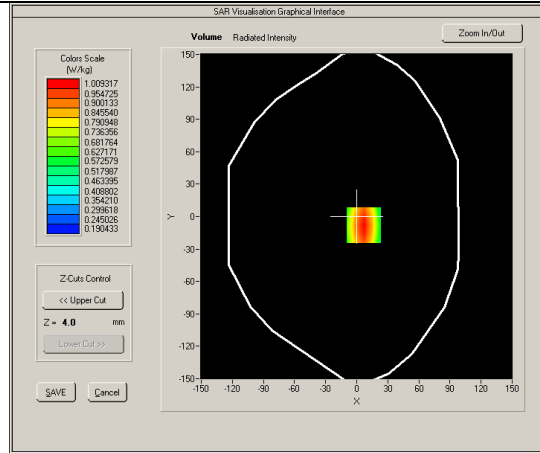 SAR Visualisation Graphical Interface
Volume Radiated Intensity
Zoom In/Out
Colors Scale
(W/kg)
1.009317
0.954725
0.900133
0.845540
0.790948
0.736356
0.681764
0.627171
0.572579
0.517987
0.463395
0.408802
0.354210
0.299618
0.245026
0.190433
Z-Cuts Control
<< Upper Cut
Z = 4.0 mm
Lower Cut >>
SAVE Cancel
150-
120-
90-
60-
30-
0-
-30-
-60-
-90-
-120-
-150-
Y
-150 -120 -90 -60 -30 0 30 60 90 120 150
X